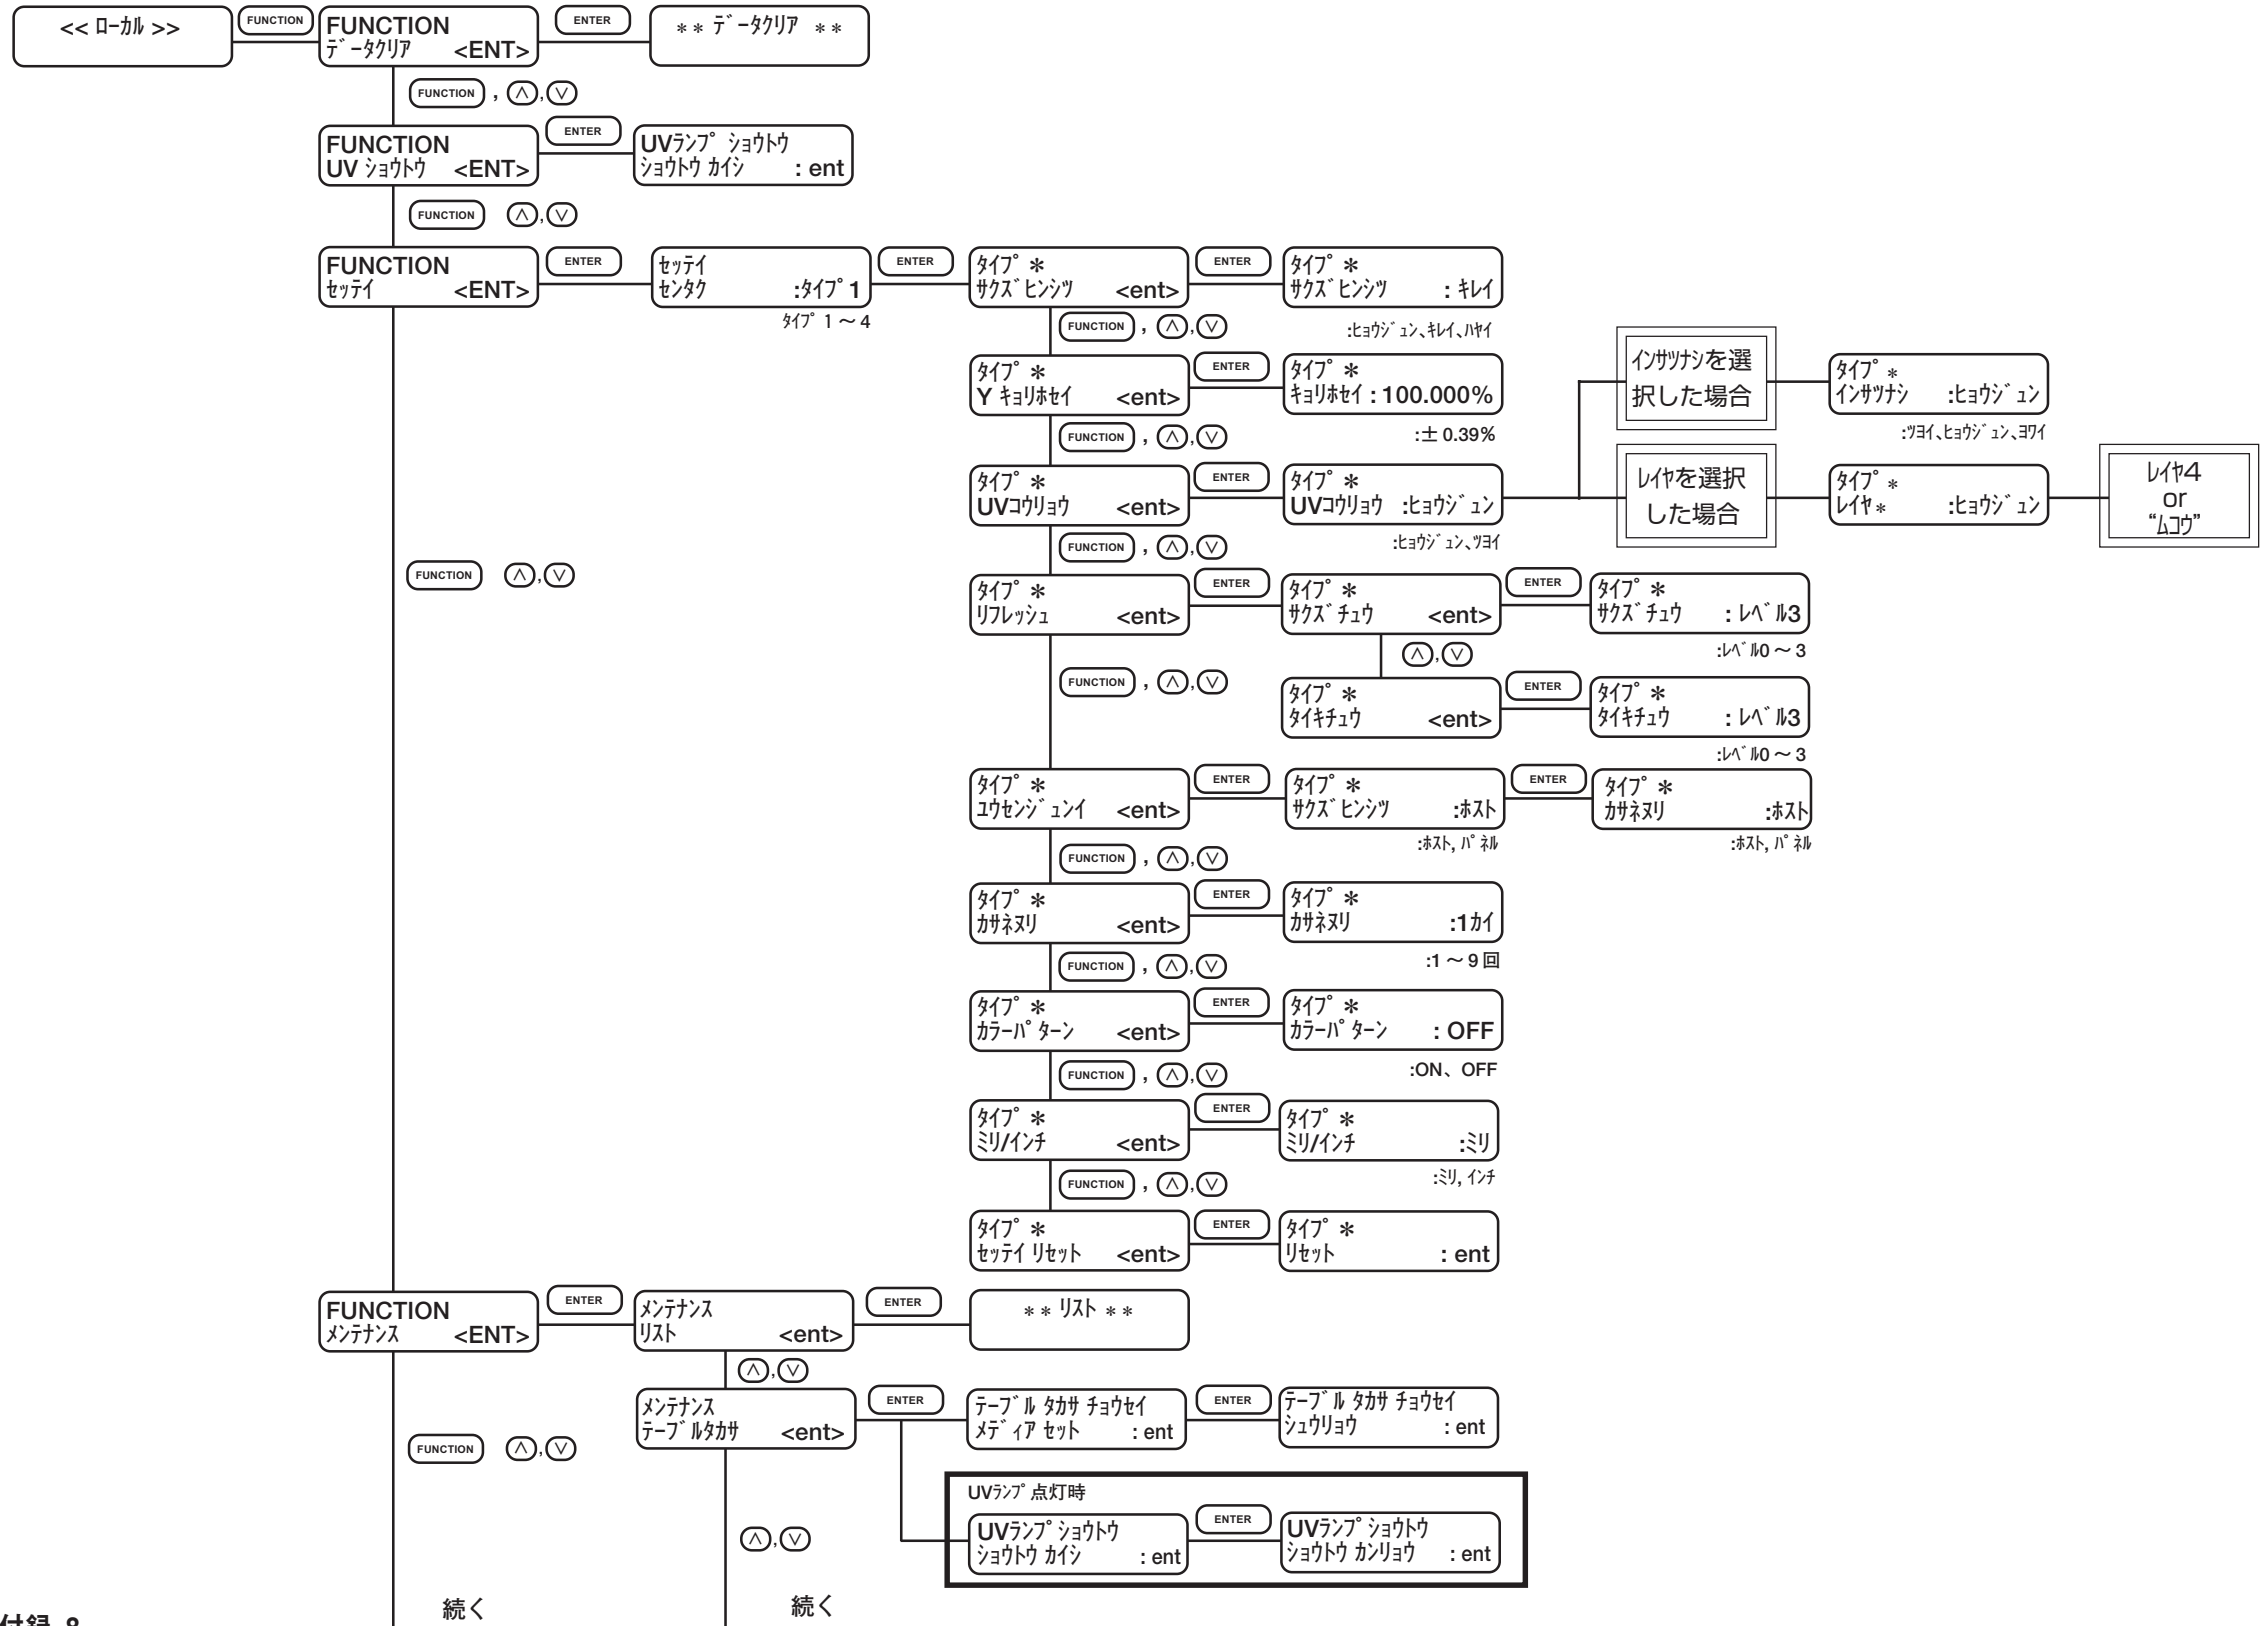 << ﾛｰｶﾙ >>
FUNCTION
FUNCTION
ﾃﾞｰﾀｸﾘｱ <ENT>
ENTER
** ﾃﾞｰﾀｸﾘｱ **
FUNCTION , ∧,∨
FUNCTION
UV ｼｮｳﾄｳ <ENT>
ENTER
UVﾗﾝﾌﾟ ｼｮｳﾄｳ
ｼｮｳﾄｳ ｶｲｼ : ent
FUNCTION ∧,∨
FUNCTION
ｾｯﾃｲ <ENT>
ENTER
ｾｯﾃｲ
ｾﾝﾀｸ :ﾀｲﾌﾟ1
ﾀｲﾌﾟ 1 ～ 4
ENTER
ﾀｲﾌﾟ *
ｻｸｽﾞﾋﾝｼﾂ <ent>
ENTER
ﾀｲﾌﾟ *
ｻｸｽﾞﾋﾝｼﾂ : ｷﾚｲ
:ﾋｮｳｼﾞｭﾝ、ｷﾚｲ、ﾊﾔｲ
FUNCTION , ∧,∨
ﾀｲﾌﾟ *
Y ｷｮﾘﾎｾｲ <ent>
ENTER
ﾀｲﾌﾟ *
ｷｮﾘﾎｾｲ : 100.000%
:± 0.39%
FUNCTION , ∧,∨
ﾀｲﾌﾟ *
UVｺｳﾘｮｳ <ent>
ENTER
ﾀｲﾌﾟ *
UVｺｳﾘｮｳ :ﾋｮｳｼﾞｭﾝ
:ﾋｮｳｼﾞｭﾝ、ﾂﾖｲ
ｲﾝｻﾂﾅｼを選
択した場合
ﾀｲﾌﾟ *
ｲﾝｻﾂﾅｼ :ﾋｮｳｼﾞｭﾝ
:ﾂﾖｲ、ﾋｮｳｼﾞｭﾝ、ﾖﾜｲ
ﾚｲﾔを選択
した場合
ﾀｲﾌﾟ *
ﾚｲﾔ* :ﾋｮｳｼﾞｭﾝ
ﾚｲﾔ4
or
“ﾑｺｳ”
FUNCTION , ∧,∨
FUNCTION ∧,∨
ﾀｲﾌﾟ *
ﾘﾌﾚｯｼｭ <ent>
ENTER
ﾀｲﾌﾟ *
ｻｸｽﾞﾁｭｳ <ent>
ENTER
ﾀｲﾌﾟ *
ｻｸｽﾞﾁｭｳ : ﾚﾍﾞﾙ3
:ﾚﾍﾞﾙ0 ～ 3
∧,∨
FUNCTION , ∧,∨
ﾀｲﾌﾟ *
ﾀｲｷﾁｭｳ <ent>
ENTER
ﾀｲﾌﾟ *
ﾀｲｷﾁｭｳ : ﾚﾍﾞﾙ3
:ﾚﾍﾞﾙ0 ～ 3
ﾀｲﾌﾟ *
ﾕｳｾﾝｼﾞｭﾝｲ <ent>
ENTER
ﾀｲﾌﾟ *
ｻｸｽﾞﾋﾝｼﾂ :ﾎｽﾄ
:ﾎｽﾄ, ﾊﾟﾈﾙ
ENTER
ﾀｲﾌﾟ *
ｶｻﾈﾇﾘ :ﾎｽﾄ
:ﾎｽﾄ, ﾊﾟﾈﾙ
FUNCTION , ∧,∨
ﾀｲﾌﾟ *
ｶｻﾈﾇﾘ <ent>
ENTER
ﾀｲﾌﾟ *
ｶｻﾈﾇﾘ :1ｶｲ
:1 ～ 9 回
FUNCTION , ∧,∨
ﾀｲﾌﾟ *
ｶﾗｰﾊﾟﾀｰﾝ <ent>
ENTER
ﾀｲﾌﾟ *
ｶﾗｰﾊﾟﾀｰﾝ : OFF
:ON、OFF
FUNCTION , ∧,∨
ﾀｲﾌﾟ *
ﾐﾘ/ｲﾝﾁ <ent>
ENTER
ﾀｲﾌﾟ *
ﾐﾘ/ｲﾝﾁ :ﾐﾘ
:ﾐﾘ, ｲﾝﾁ
FUNCTION , ∧,∨
ﾀｲﾌﾟ *
ｾｯﾃｲ ﾘｾｯﾄ <ent>
ENTER
ﾀｲﾌﾟ *
ﾘｾｯﾄ : ent
FUNCTION
ﾒﾝﾃﾅﾝｽ <ENT>
ENTER
ﾒﾝﾃﾅﾝｽ
ﾘｽﾄ <ent>
ENTER
** ﾘｽﾄ **
∧,∨
ﾒﾝﾃﾅﾝｽ
ﾃｰﾌﾞﾙﾀｶｻ <ent>
ENTER
ﾃｰﾌﾞﾙ ﾀｶｻ ﾁｮｳｾｲ
ﾒﾃﾞｨｱ ｾｯﾄ : ent
ENTER
ﾃｰﾌﾞﾙ ﾀｶｻ ﾁｮｳｾｲ
ｼｭｳﾘｮｳ : ent
FUNCTION ∧,∨
UVﾗﾝﾌﾟ点灯時
UVﾗﾝﾌﾟｼｮｳﾄｳ
ｼｮｳﾄｳ ｶｲｼ : ent
ENTER
UVﾗﾝﾌﾟｼｮｳﾄｳ
ｼｮｳﾄｳ ｶﾝﾘｮｳ : ent
∧,∨
続く
続く